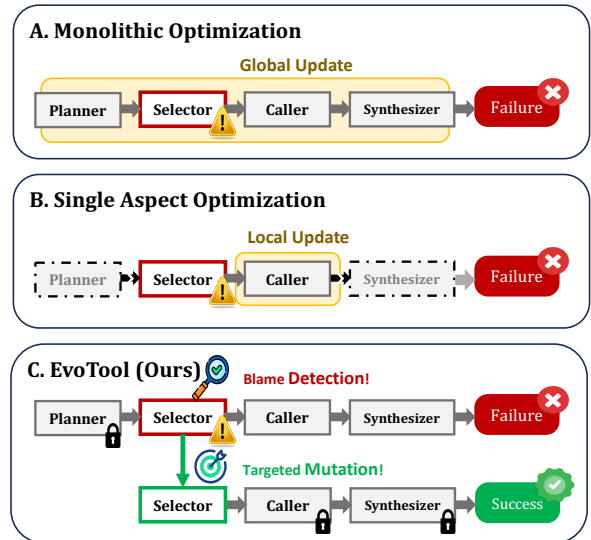 A. Monolithic Optimization
Global Update
Planner Selector Caller Synthesizer Failure
B. Single Aspect Optimization
Local Update
Planner Selector Caller Synthesizer Failure
C. EvoTool (Ours)
Blame Detection!
Planner Selector Caller Synthesizer Failure
Targeted Mutation!
Selector Caller Synthesizer Success